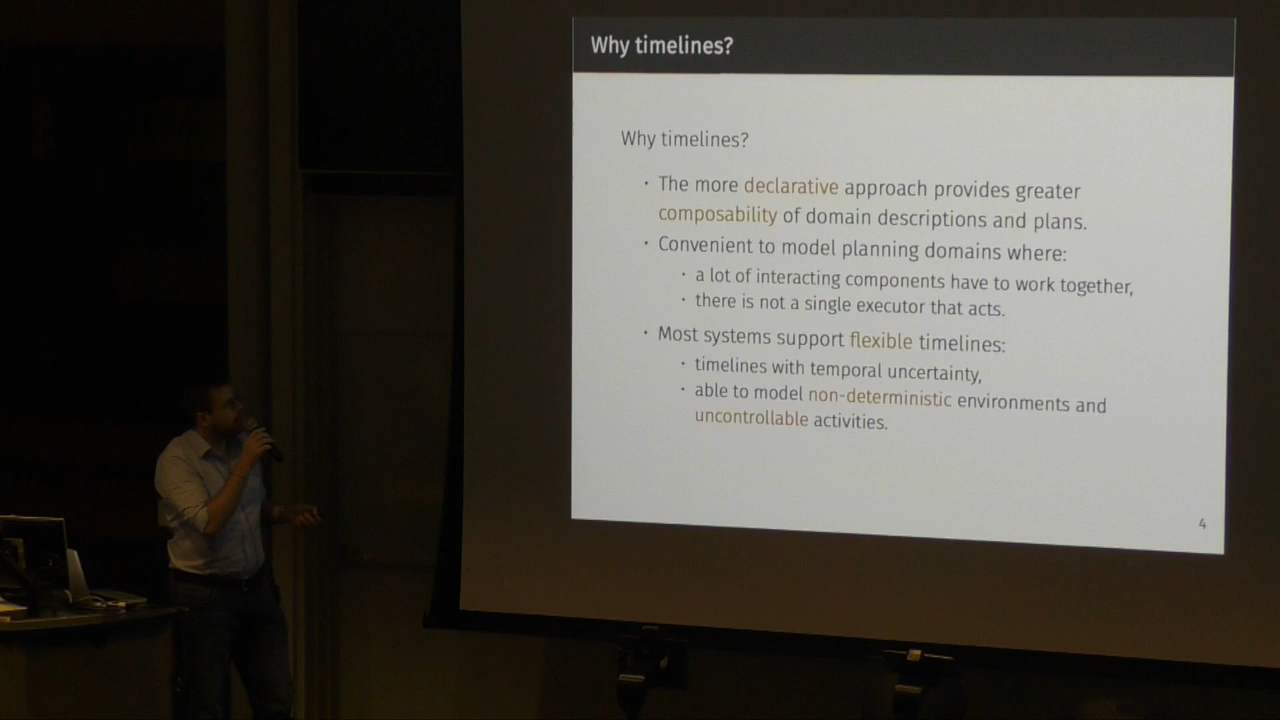 Why timelines?
Why timelines?
· The more declarative approach provides greater
composability of domain descriptions and plans.
· Convenient to model planning domains where:
· a lot of interacting components have to work together,
· there is not a single executor that acts.
· Most systems support flexible timelines:
· timelines with temporal uncertainty,
· able to model non-deterministic environments and
uncontrollable activities.
4